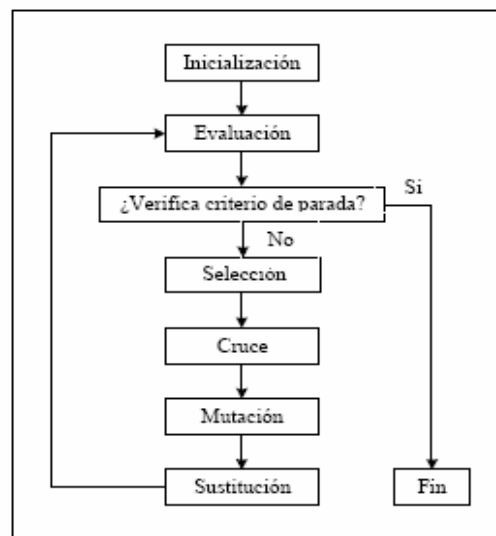 Inicialización
Evaluación
¿Verifica criterio de parada?
Si
No
Selección
Cruce
Mutación
Sustitución
Fin